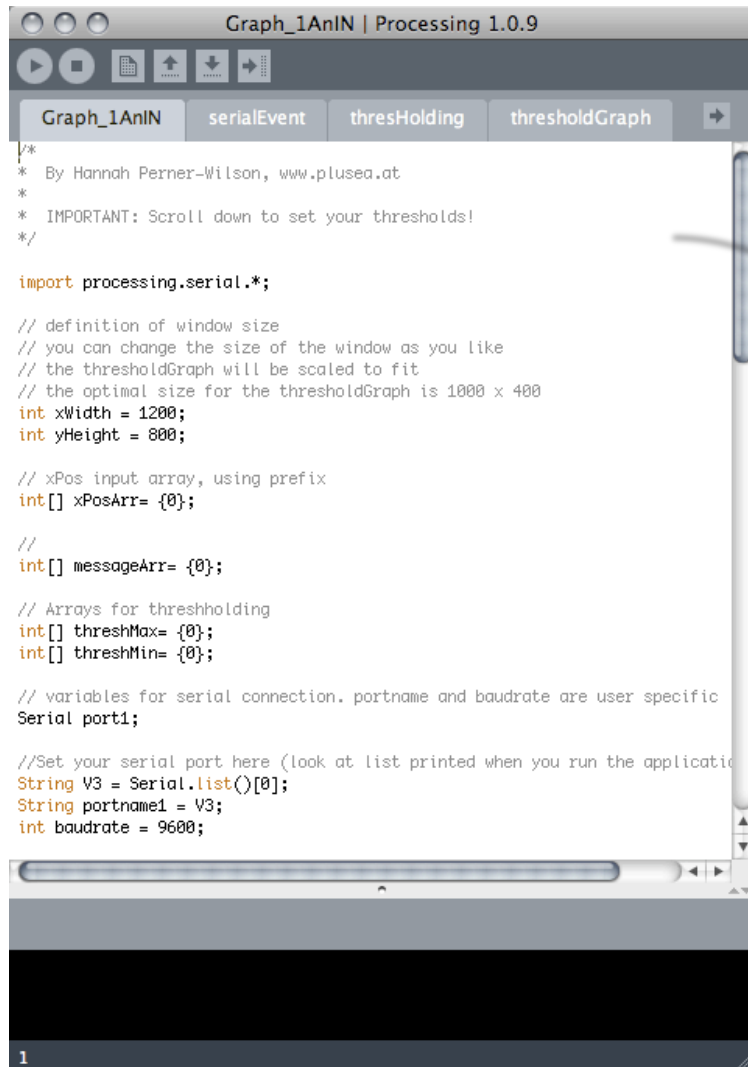 Graph_1AnIN | Processing 1.0.9
Graph_1AnIN serialEvent thresHolding thresholdGraph
/*
* By Hannah Perner-Wilson, www.plusea.at
*
* IMPORTANT: Scroll down to set your thresholds!
*/
import processing.serial.*;
// definition of window size
// you can change the size of the window as you like
// the thresholdGraph will be scaled to fit
// the optimal size for the thresholdGraph is 1000 x 400
int xWidth = 1200;
int yHeight = 800;
// xPos input array, using prefix
int[] xPosArr= {0};
//
int[] messageArr= {0};
// Arrays for threshholding
int[] threshMax= {0};
int[] threshMin= {0};
// variables for serial connection. portname and baudrate are user specific
Serial port1;
//Set your serial port here (look at list printed when you run the applicatio
String V3 = Serial.list()[0];
String portname1 = V3;
int baudrate = 9600;
1